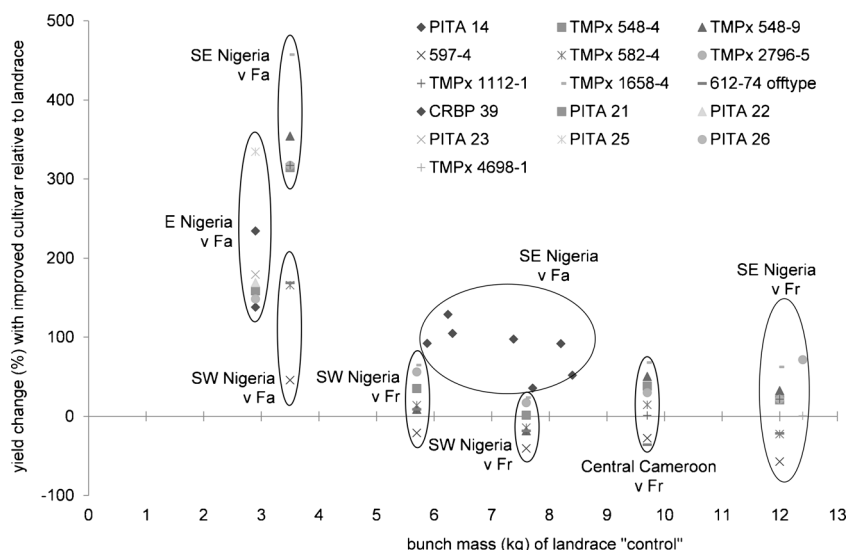 500
400
300
200
100
0
-100
yield change (%) with improved cultivar relative to landrace
PITA 14 TMPx 548-4 TMPx 548-9
597-4 TMPx 582-4 TMPx 2796-5
TMPx 1112-1 TMPx 1658-4 612-74 offtype
CRBP 39 PITA 21 PITA 22
PITA 23 PITA 25 PITA 26
TMPx 4698-1
SE Nigeria
v Fa
E Nigeria
v Fa
SW Nigeria
v Fa
SW Nigeria
v Fr
SE Nigeria
v Fa
SW Nigeria
v Fr
Central Cameroon
v Fr
SE Nigeria
v Fr
0 1 2 3 4 5 6 7 8 9 10 11 12 13
bunch mass (kg) of landrace "control"